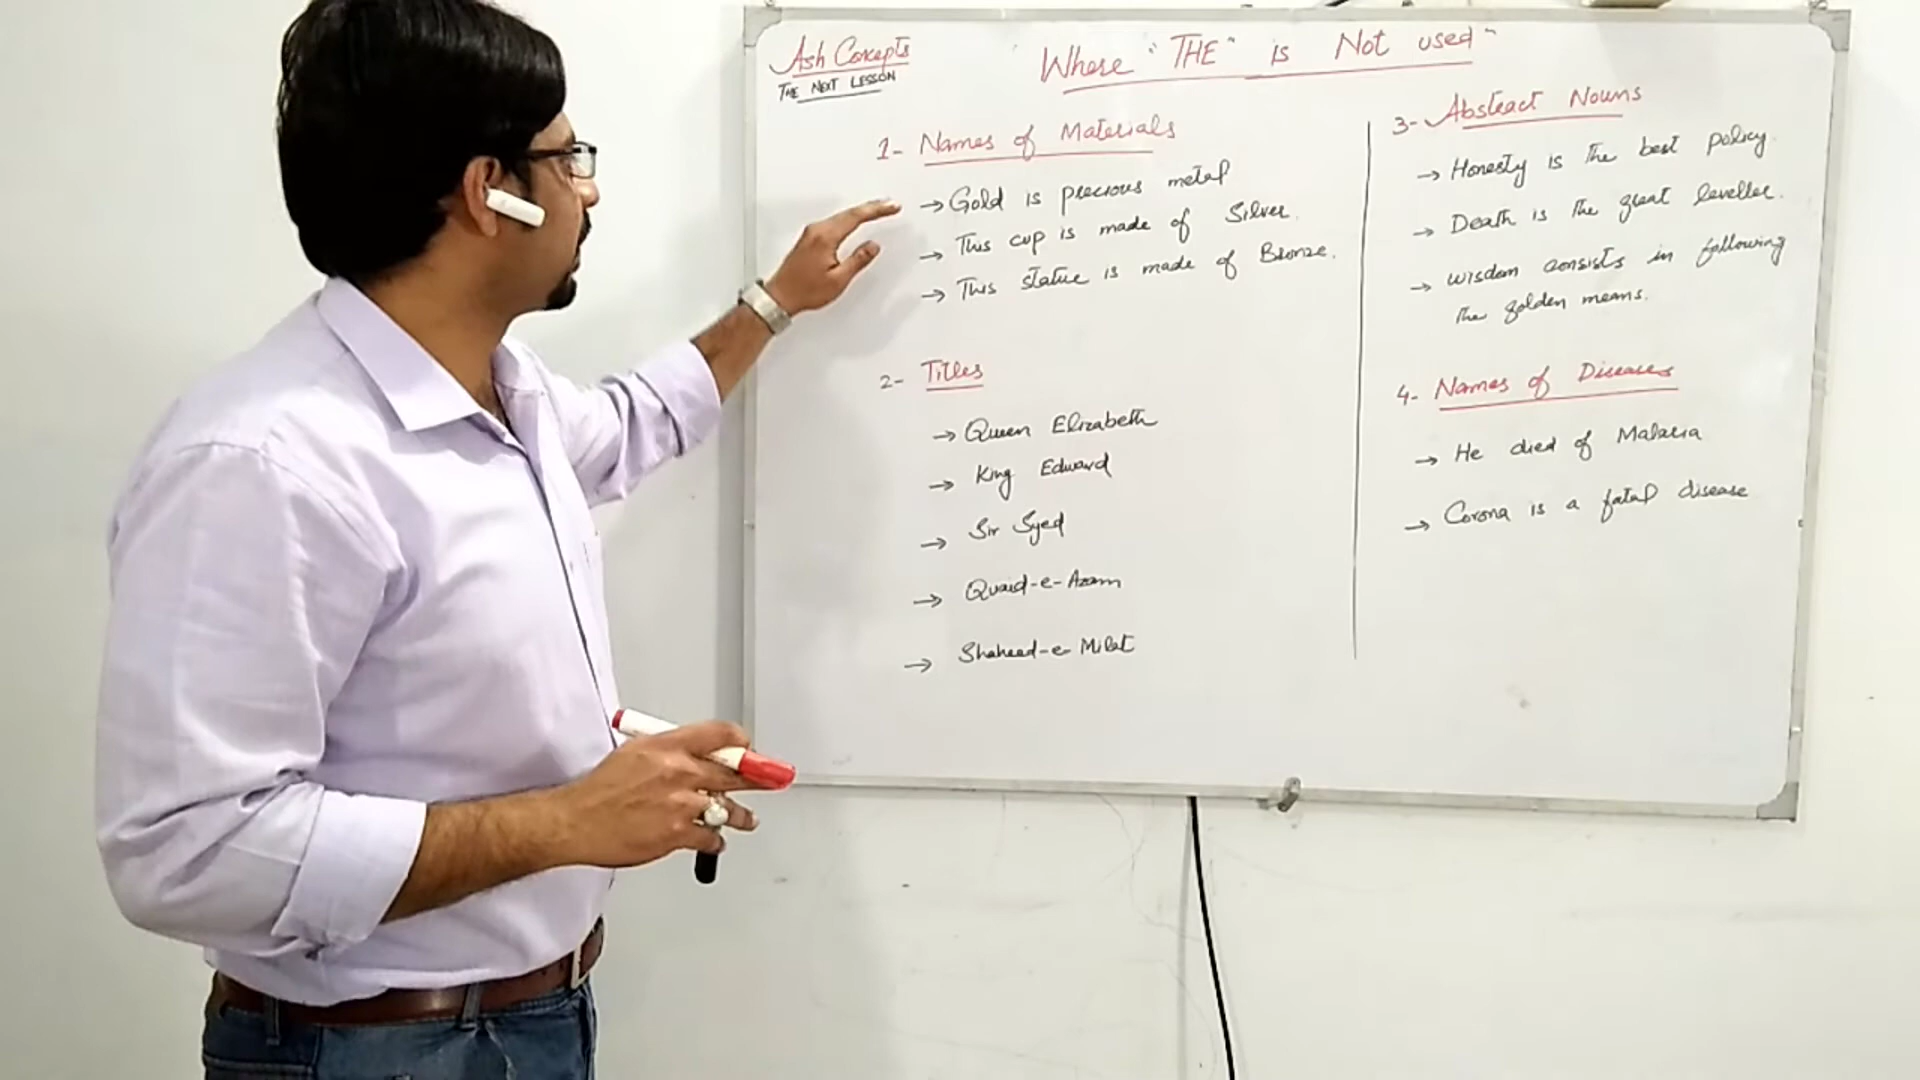 Ash Concepts
THE NEXT LESSON
Where "THE" is Not used"
1- Names of Materials
→ Gold is precious metal
→ This cup is made of Silver.
→ This statue is made of Bronze.
2- Titles
→ Queen Elizabeth
→ King Edward
→ Sir Syed
→ Quaid-e-Azam
→ Shaheed-e-Milat
3- Abstract Nouns
→ Honesty is the best policy.
→ Death is the great leveller.
→ wisdom consists in following
the golden means.
4- Names of Diseases
→ He died of Malaria
→ Corona is a fatal disease